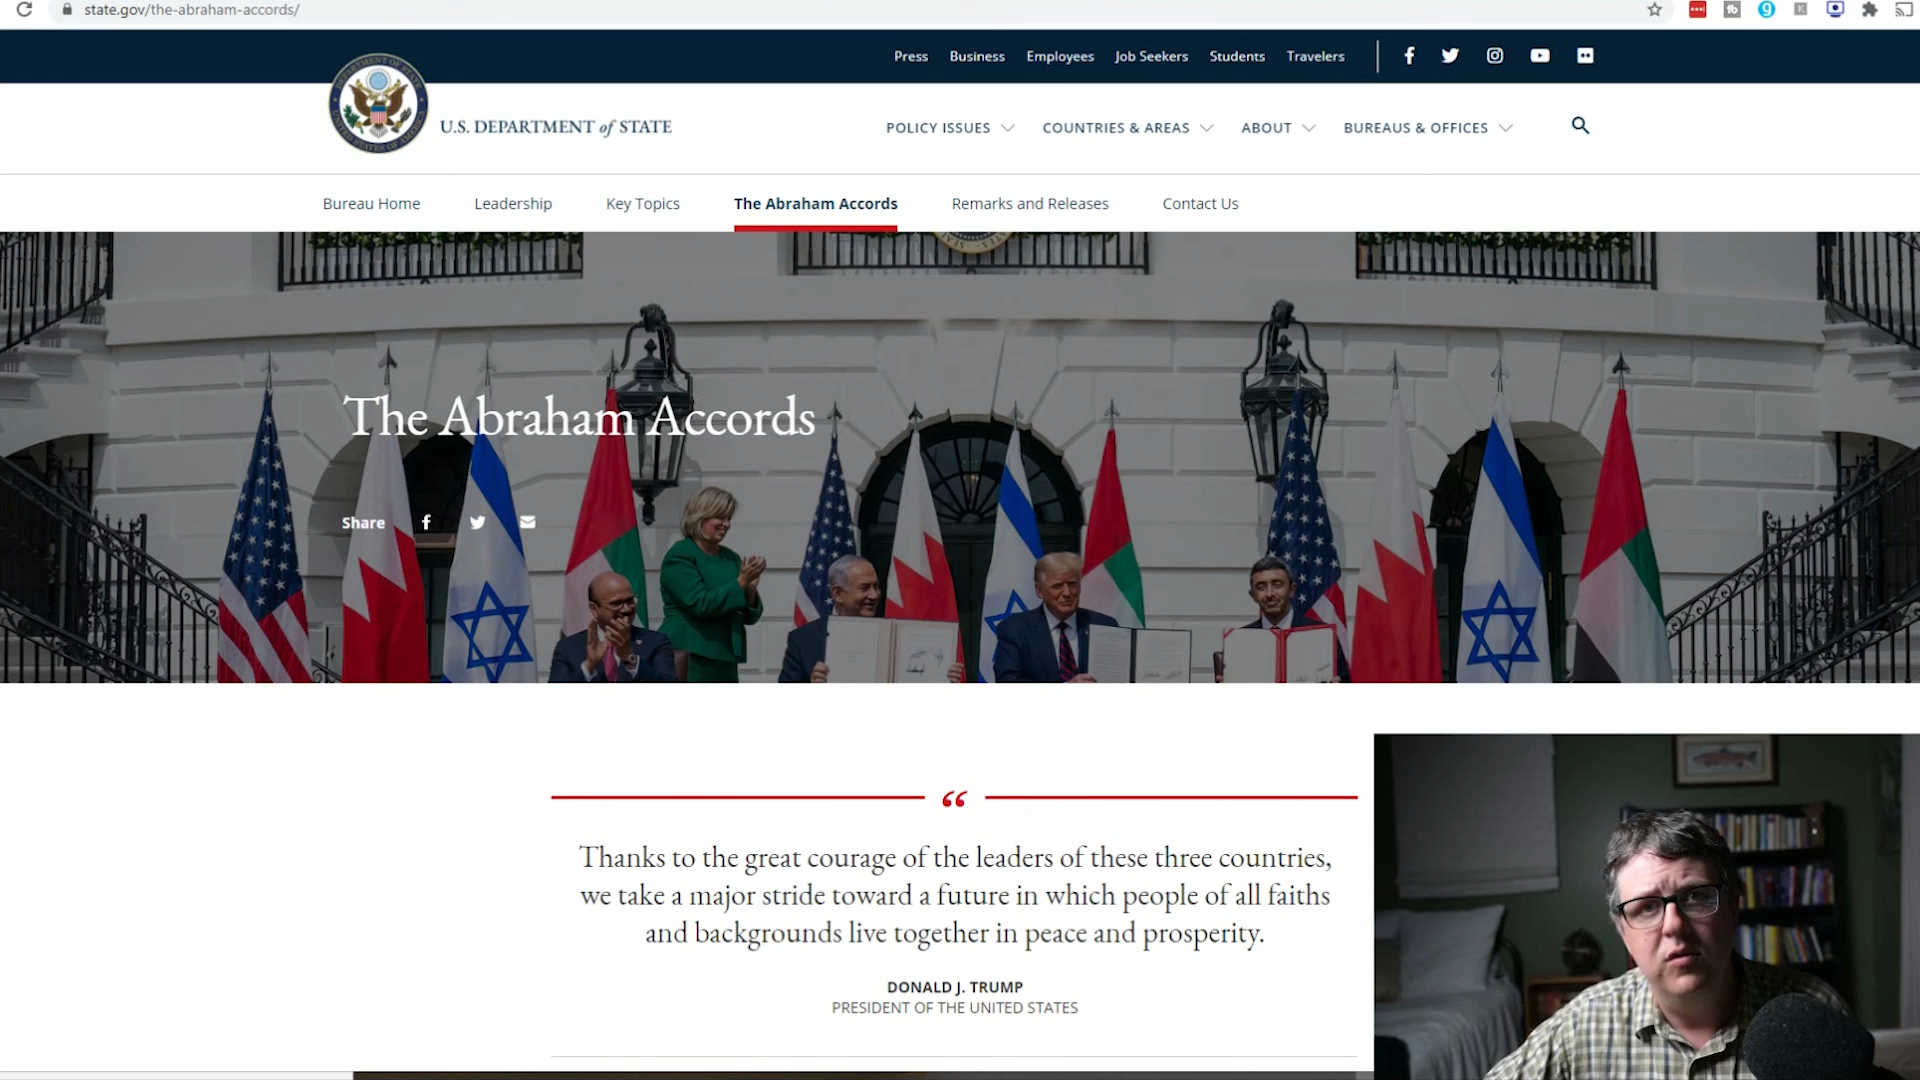 state.gov/the-abraham-accords/
Press Business Employees Job Seekers Students Travelers
U.S. DEPARTMENT of STATE
POLICY ISSUES COUNTRIES & AREAS ABOUT BUREAUS & OFFICES
Bureau Home Leadership Key Topics The Abraham Accords Remarks and Releases Contact Us
The Abraham Accords
Share
“
Thanks to the great courage of the leaders of these three countries,
we take a major stride toward a future in which people of all faiths
and backgrounds live together in peace and prosperity.
DONALD J. TRUMP
PRESIDENT OF THE UNITED STATES